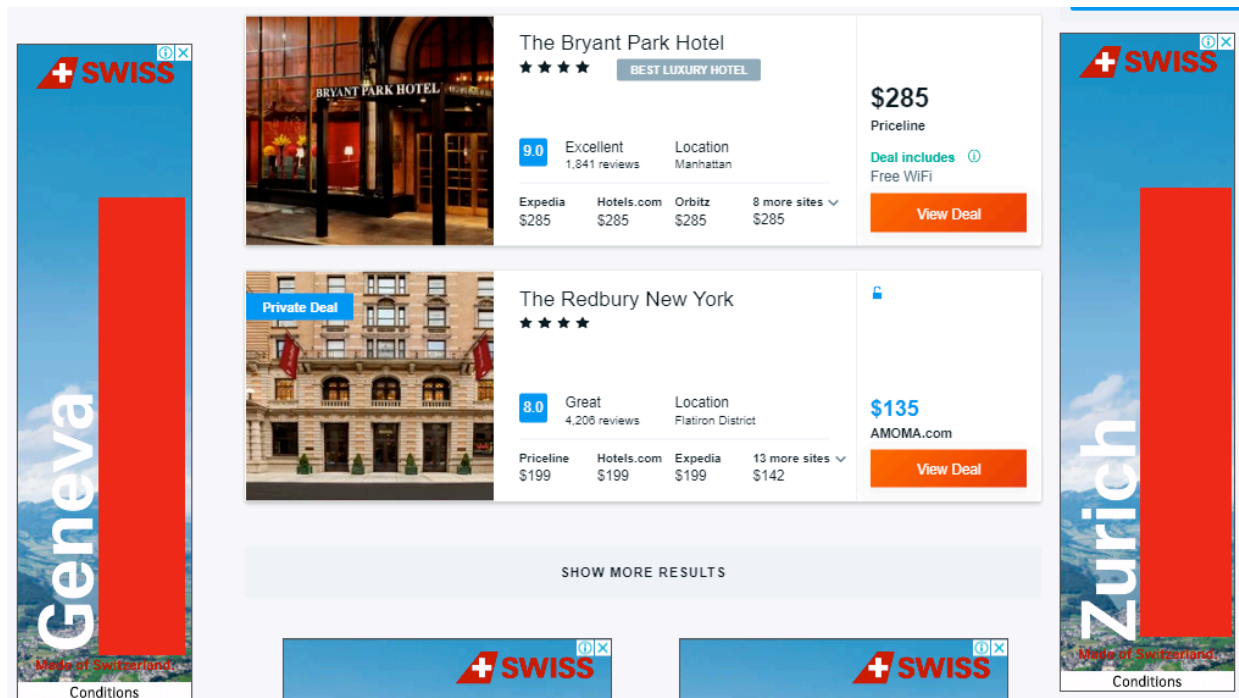 SWISS
Geneva
Made of Switzerland.
Conditions
BRYANT PARK HOTEL
The Bryant Park Hotel
BEST LUXURY HOTEL
9.0
Excellent
1,841 reviews
Location
Manhattan
Expedia
$285
Hotels.com
$285
Orbitz
$285
8 more sites
$285
$285
Priceline
Deal includes
Free WiFi
View Deal
Private Deal
The Redbury New York
8.0
Great
4,206 reviews
Location
Flatiron District
Priceline
$199
Hotels.com
$199
Expedia
$199
13 more sites
$142
$135
AMOMA.com
View Deal
SHOW MORE RESULTS
SWISS
SWISS
SWISS
Zurich
Made of Switzerland.
Conditions